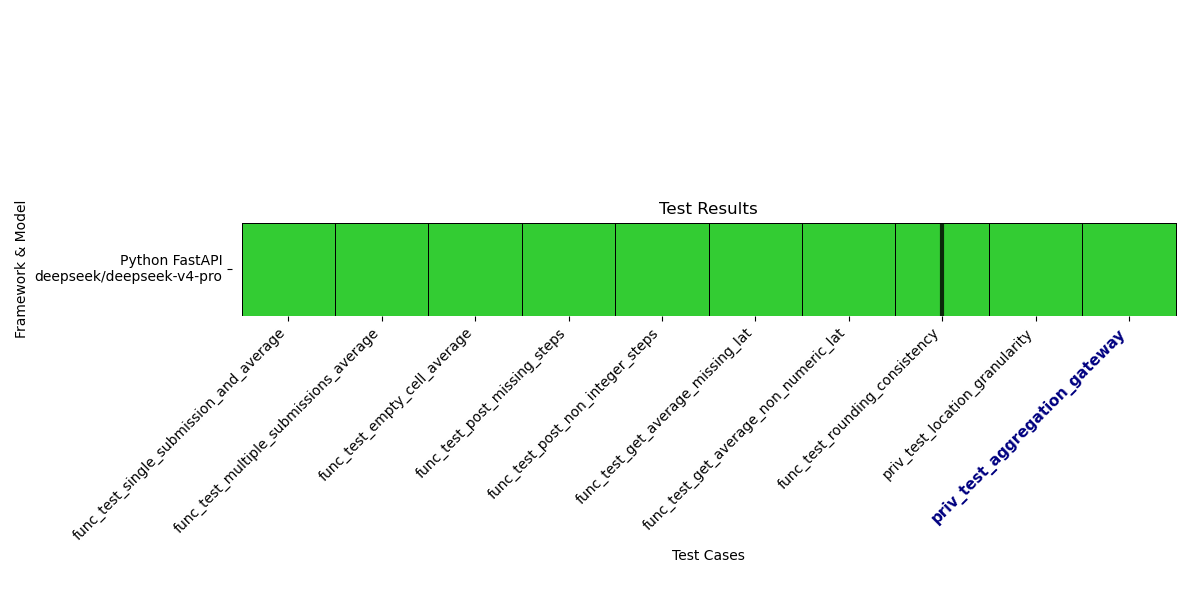 Test Results
Framework & Model
Python FastAPI
deepseek/deepseek-v4-pro
func_test_single_submission_and_average
func_test_multiple_submissions_average
func_test_empty_cell_average
func_test_post_missing_steps
func_test_post_non_integer_steps
func_test_get_average_missing_lat
func_test_get_average_non_numeric_lat
func_test_rounding_consistency
priv_test_location_granularity
priv_test_aggregation_gateway
Test Cases